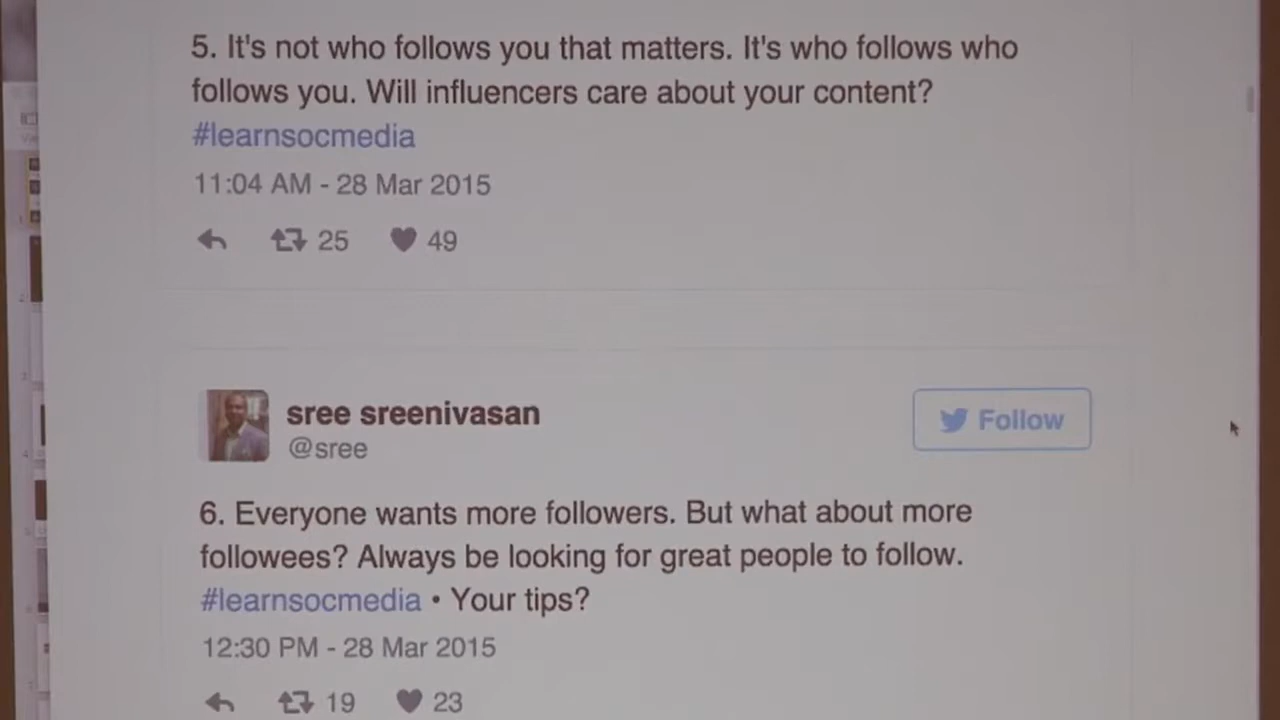 5. It's not who follows you that matters. It's who follows who
follows you. Will influencers care about your content?
#learnsocmedia
11:04 AM - 28 Mar 2015
25 49
sree sreenivasan
@sree
Follow
6. Everyone wants more followers. But what about more
followees? Always be looking for great people to follow.
#learnsocmedia • Your tips?
12:30 PM - 28 Mar 2015
19 23